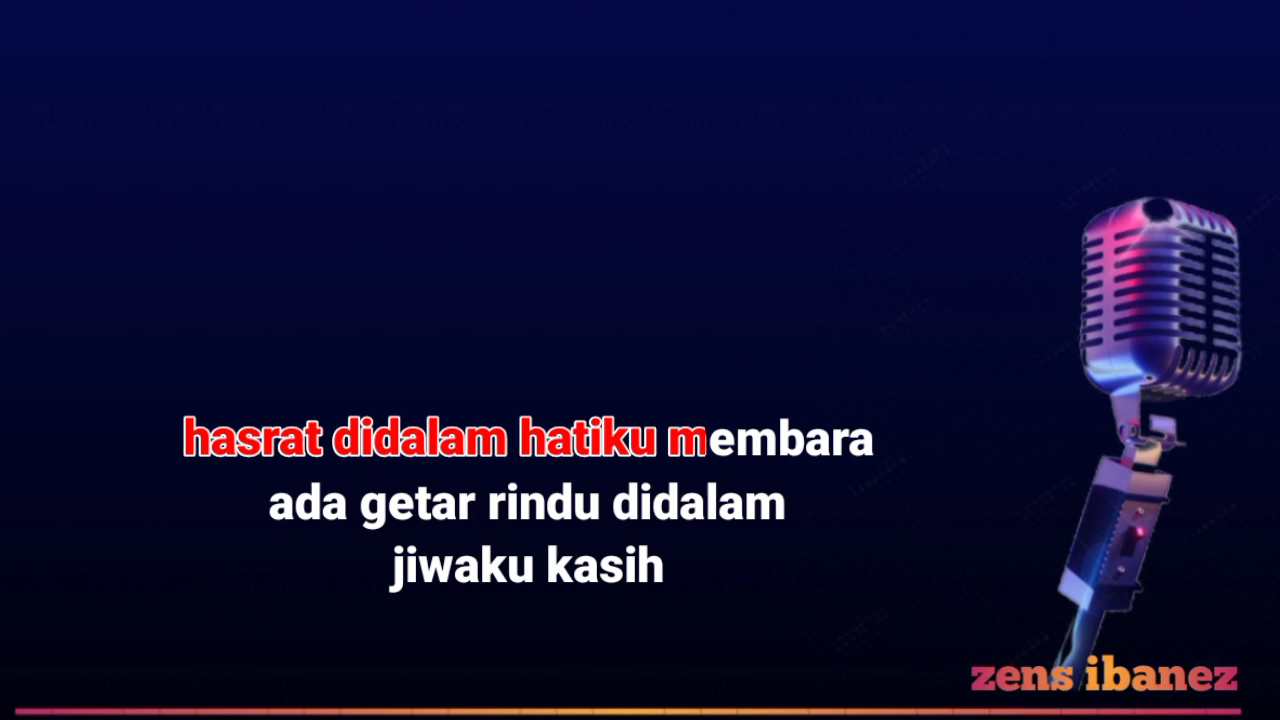 hasrat didalam hatiku membara
ada getar rindu didalam
jiwaku kasih
zens ibanez